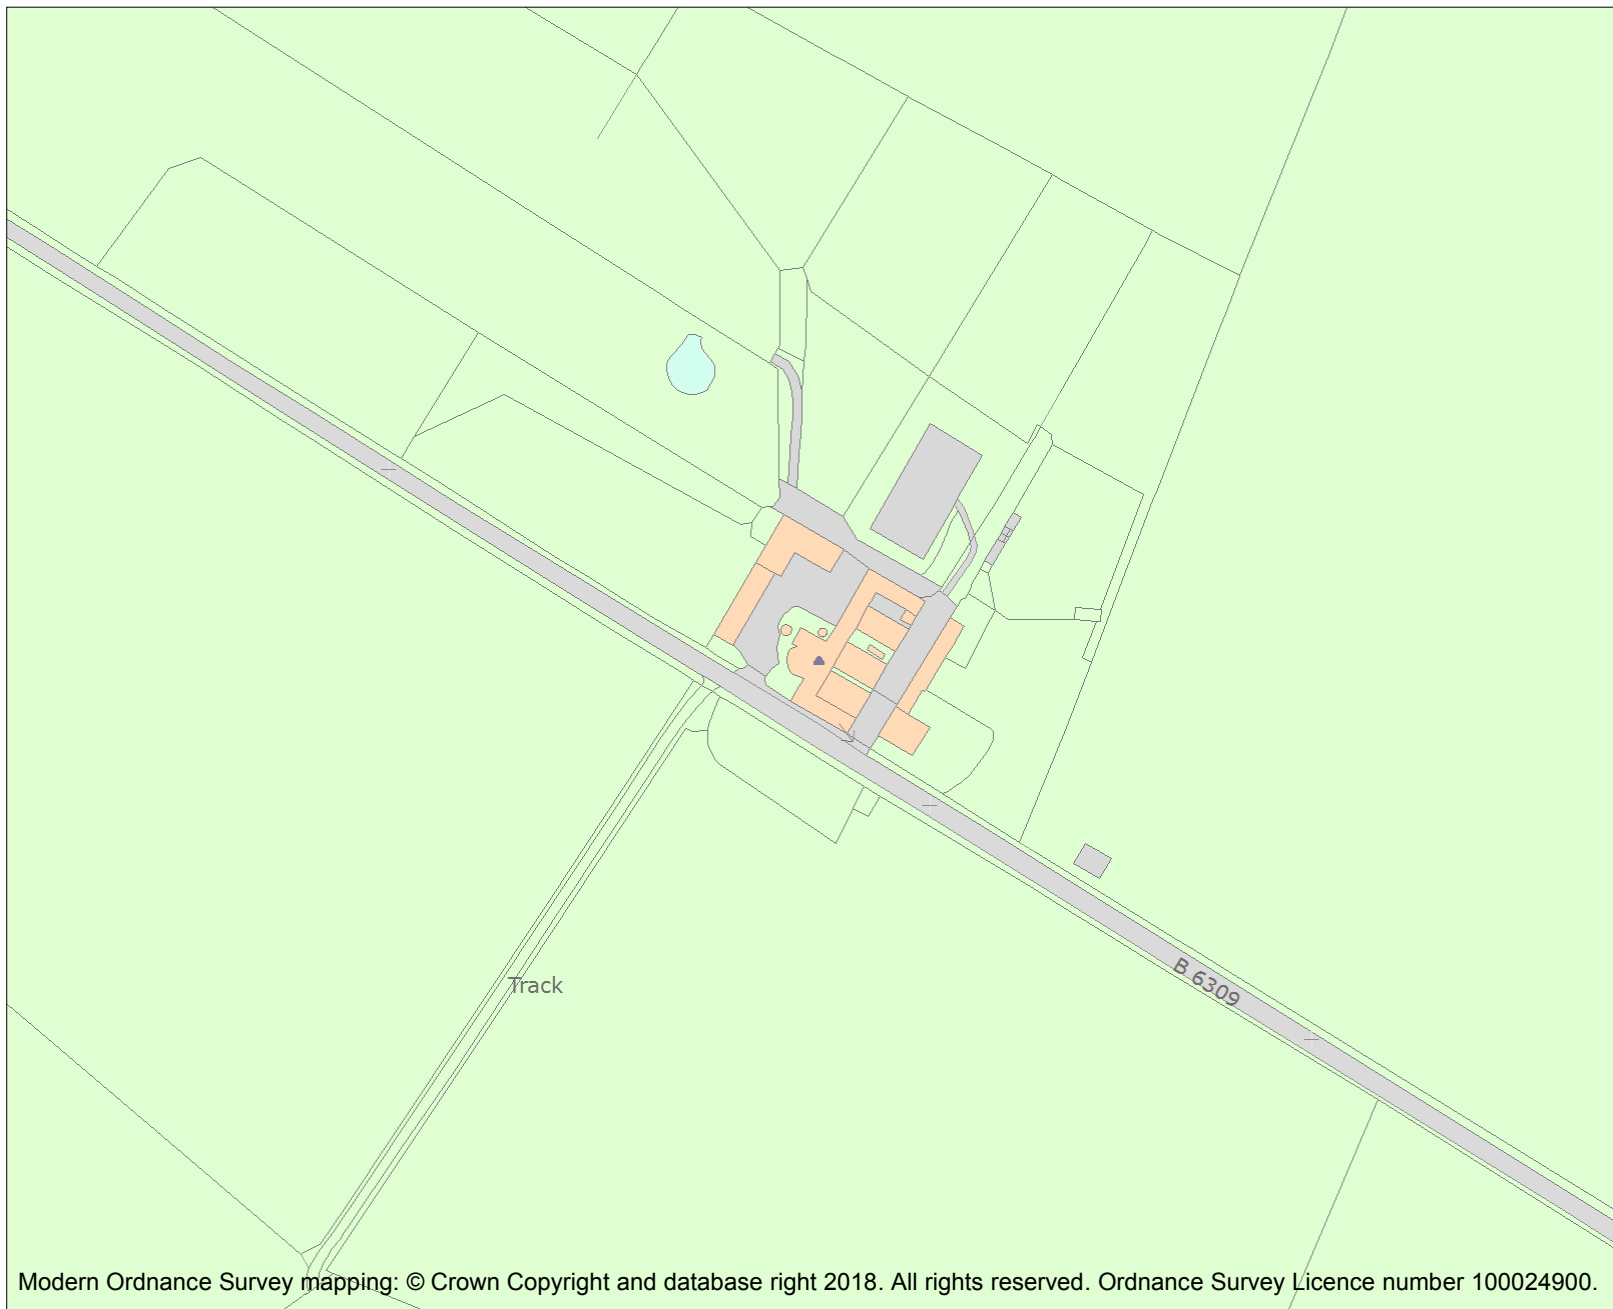 Track
B 6309
Modern Ordnance Survey mapping: © Crown Copyright and database right 2018. All rights reserved. Ordnance Survey Licence number 100024900.